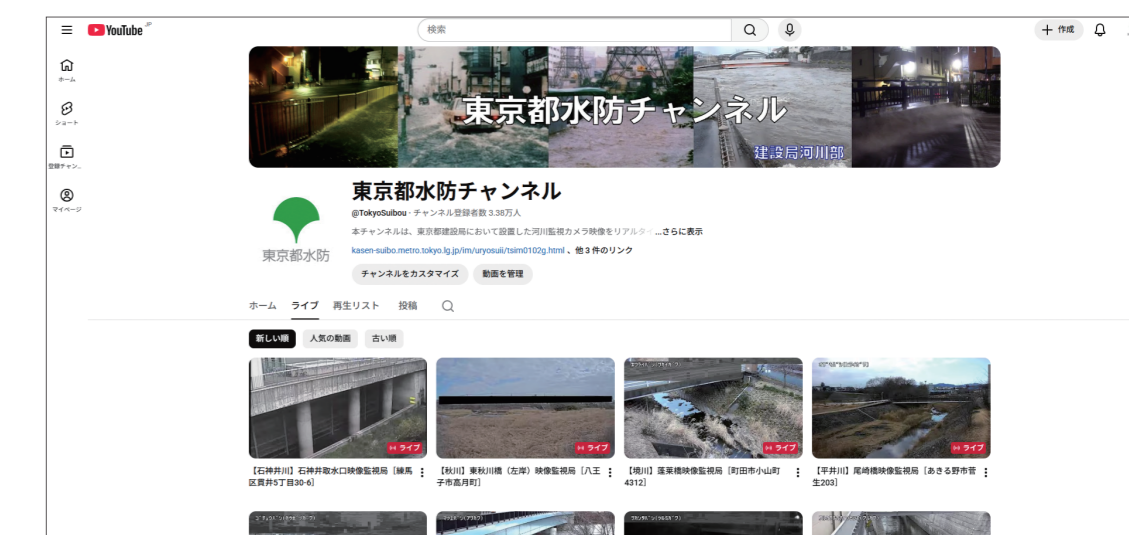 YouTube JP
検索
作成
ホーム
ショート
登録チャン...
マイページ
東京都水防チャンネル
建設局河川部
東京都水防
東京都水防チャンネル
@TokyoSuibou・チャンネル登録者数 3.38万人
本チャンネルは、東京都建設局において設置した河川監視カメラ映像をリアルタイ ...さらに表示
kasen-suibo.metro.tokyo.lg.jp/im/uryosuii/tsim0102g.html 、他 3 件のリンク
チャンネルをカスタマイズ 動画を管理
ホーム ライブ 再生リスト 投稿
新しい順 人気の動画 古い順
ライブ
ライブ
ライブ
ライブ
【石神井川】石神井取水口映像監視局［練馬
区貫井5丁目30-6］
【秋川】東秋川橋（左岸）映像監視局［八王
子市高月町］
【境川】蓬莱橋映像監視局［町田市小山町
4312］
【平井川】尾崎橋映像監視局［あきる野市菅
生203］